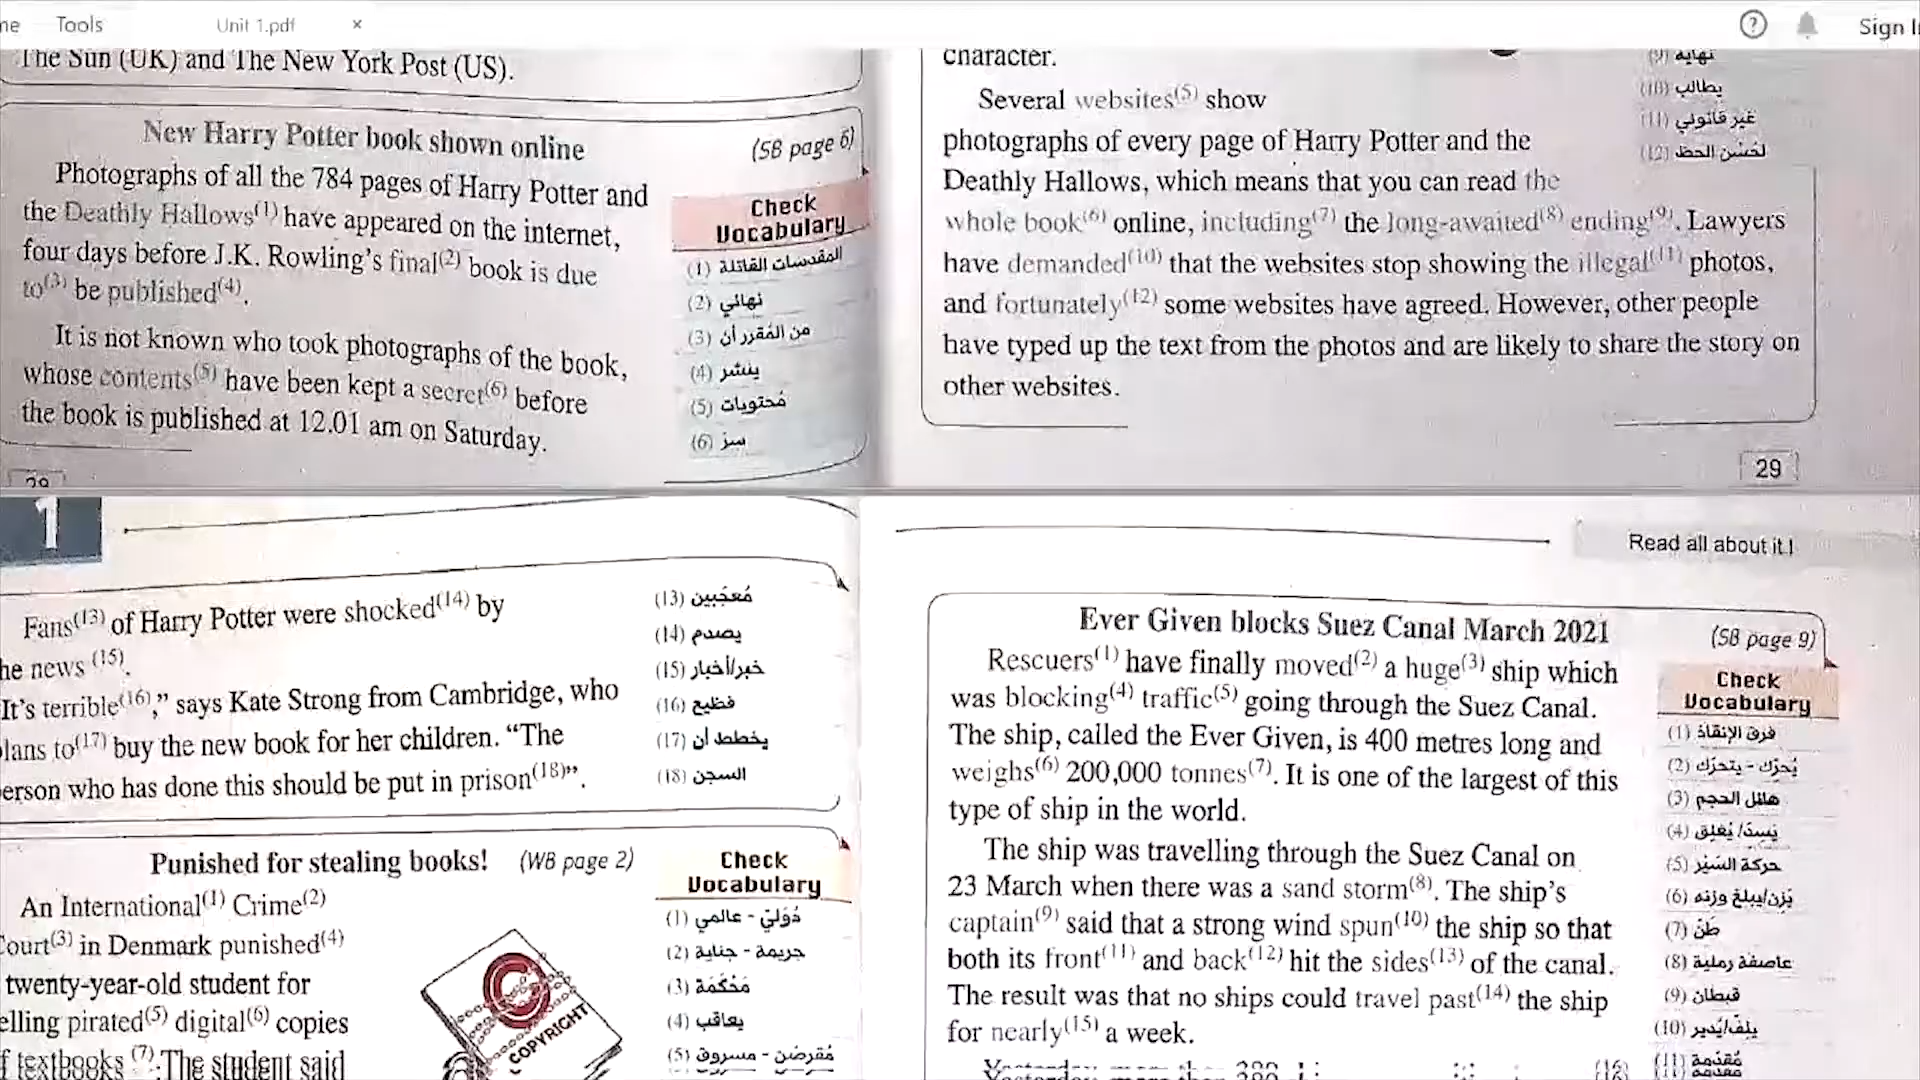 Tools
Unit 1.pdf
×
?
Sign
The Sun (UK) and The New York Post (US).
New Harry Potter book shown online
(SB page 6)
Photographs of all the 784 pages of Harry Potter and
the Deathly Hallows(1) have appeared on the internet,
four days before J.K. Rowling's final(2) book is due
to(3) be published(4).
It is not known who took photographs of the book,
whose contents(5) have been kept a secret(6) before
the book is published at 12.01 am on Saturday.
Check
Vocabulary
(1) المقدسات القاتلة
(2) نهائي
(3) من المُقرر أن
(4) ينشر
(5) مُحتويات
(6) سِرّ
character.
Several websites(5) show
photographs of every page of Harry Potter and the
Deathly Hallows, which means that you can read the
whole book(6) online, including(7) the long-awaited(8) ending(9). Lawyers
have demanded(10) that the websites stop showing the illegal(11) photos,
and fortunately(12) some websites have agreed. However, other people
have typed up the text from the photos and are likely to share the story on
other websites.
(9) نهاية
(10) يطالب
(11) غير قانوني
(12) لحُسْن الحظ
29
1
Fans(13) of Harry Potter were shocked(14) by
he news (15).
It's terrible(16)," says Kate Strong from Cambridge, who
lans to(17) buy the new book for her children. "The
erson who has done this should be put in prison(18)".
(13) مُعجَبين
(14) يصدم
(15) خبر/أخبار
(16) فظيع
(17) يخطط أن
(18) السجن
Punished for stealing books!
(WB page 2)
An International(1) Crime(2)
Court(3) in Denmark punished(4)
twenty-year-old student for
elling pirated(5) digital(6) copies
f textbooks (7). The student said
COPYRIGHT
Check
Vocabulary
(1) دُوَليّ - عالمي
(2) جريمة - جناية
(3) مَحْكَمَة
(4) يعاقب
(5) مُقرصَن - مسروق
Read all about it!
Ever Given blocks Suez Canal March 2021
(SB page 9)
Rescuers(1) have finally moved(2) a huge(3) ship which
was blocking(4) traffic(5) going through the Suez Canal.
The ship, called the Ever Given, is 400 metres long and
weighs(6) 200,000 tonnes(7). It is one of the largest of this
type of ship in the world.
The ship was travelling through the Suez Canal on
23 March when there was a sand storm(8). The ship's
captain(9) said that a strong wind spun(10) the ship so that
both its front(11) and back(12) hit the sides(13) of the canal.
The result was that no ships could travel past(14) the ship
for nearly(15) a week.
Check
Vocabulary
(1) فرق الإنقاذ
(2) يُحرّك - يتحرّك
(3) هائل الحجم
(4) يَسِدّ/ يُغلِق
(5) حركة السَيْر
(6) يَزن/يبلغ وزنه
(7) طُنّ
(8) عاصفة رملية
(9) قبطان
(10) يلفّ/يُدير
(11) مُقدّمة